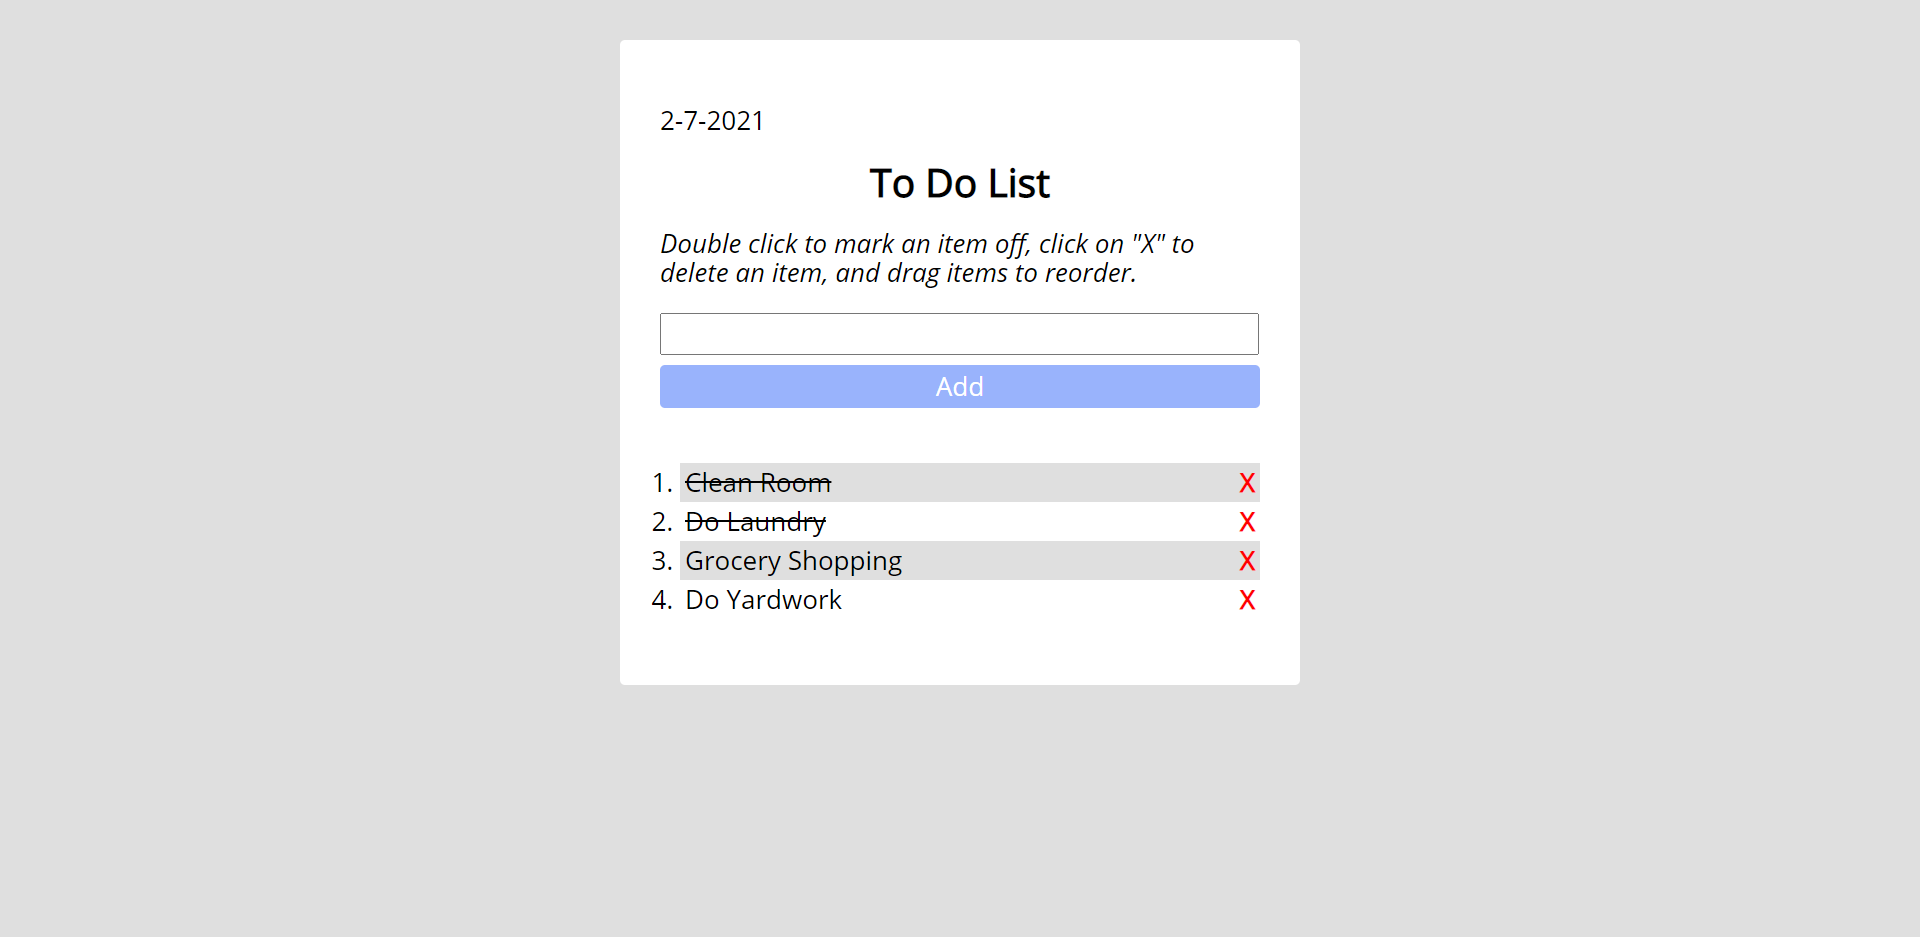 2-7-2021
To Do List
Double click to mark an item off, click on "X" to
delete an item, and drag items to reorder.
Add
1. Clean Room X
2. Do Laundry X
3. Grocery Shopping X
4. Do Yardwork X